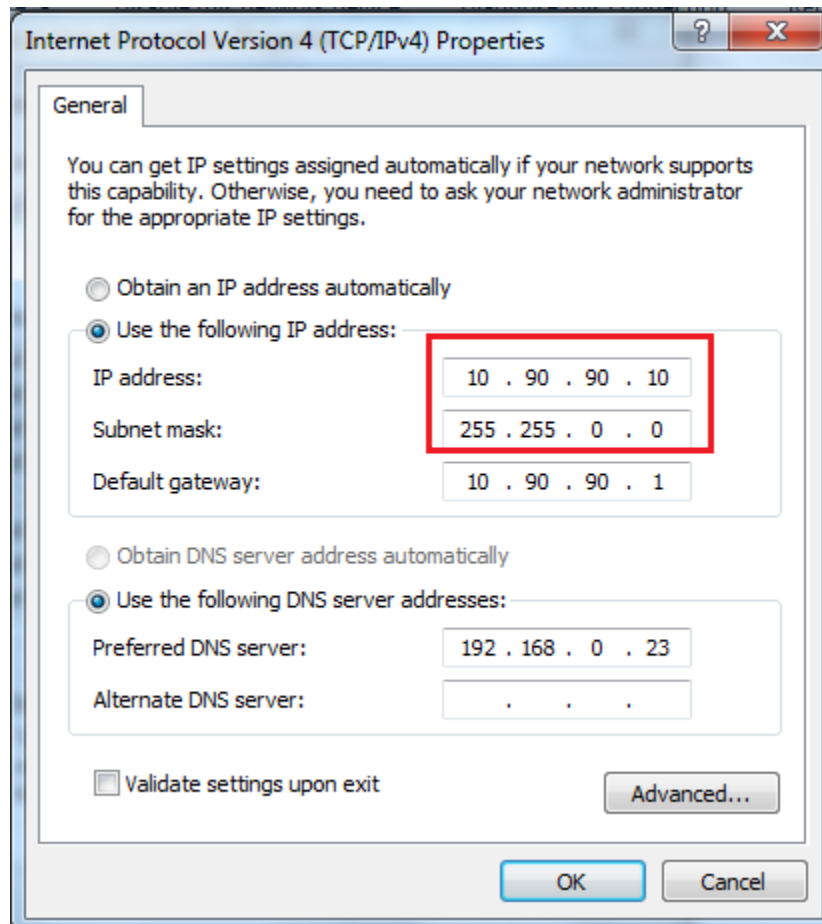 Internet Protocol Version 4 (TCP/IPv4) Properties
General
You can get IP settings assigned automatically if your network supports
this capability. Otherwise, you need to ask your network administrator
for the appropriate IP settings.
Obtain an IP address automatically
Use the following IP address:
IP address: 10 . 90 . 90 . 10
Subnet mask: 255 . 255 . 0 . 0
Default gateway: 10 . 90 . 90 . 1
Obtain DNS server address automatically
Use the following DNS server addresses:
Preferred DNS server: 192 . 168 . 0 . 23
Alternate DNS server: . . .
Validate settings upon exit
Advanced...
OK Cancel